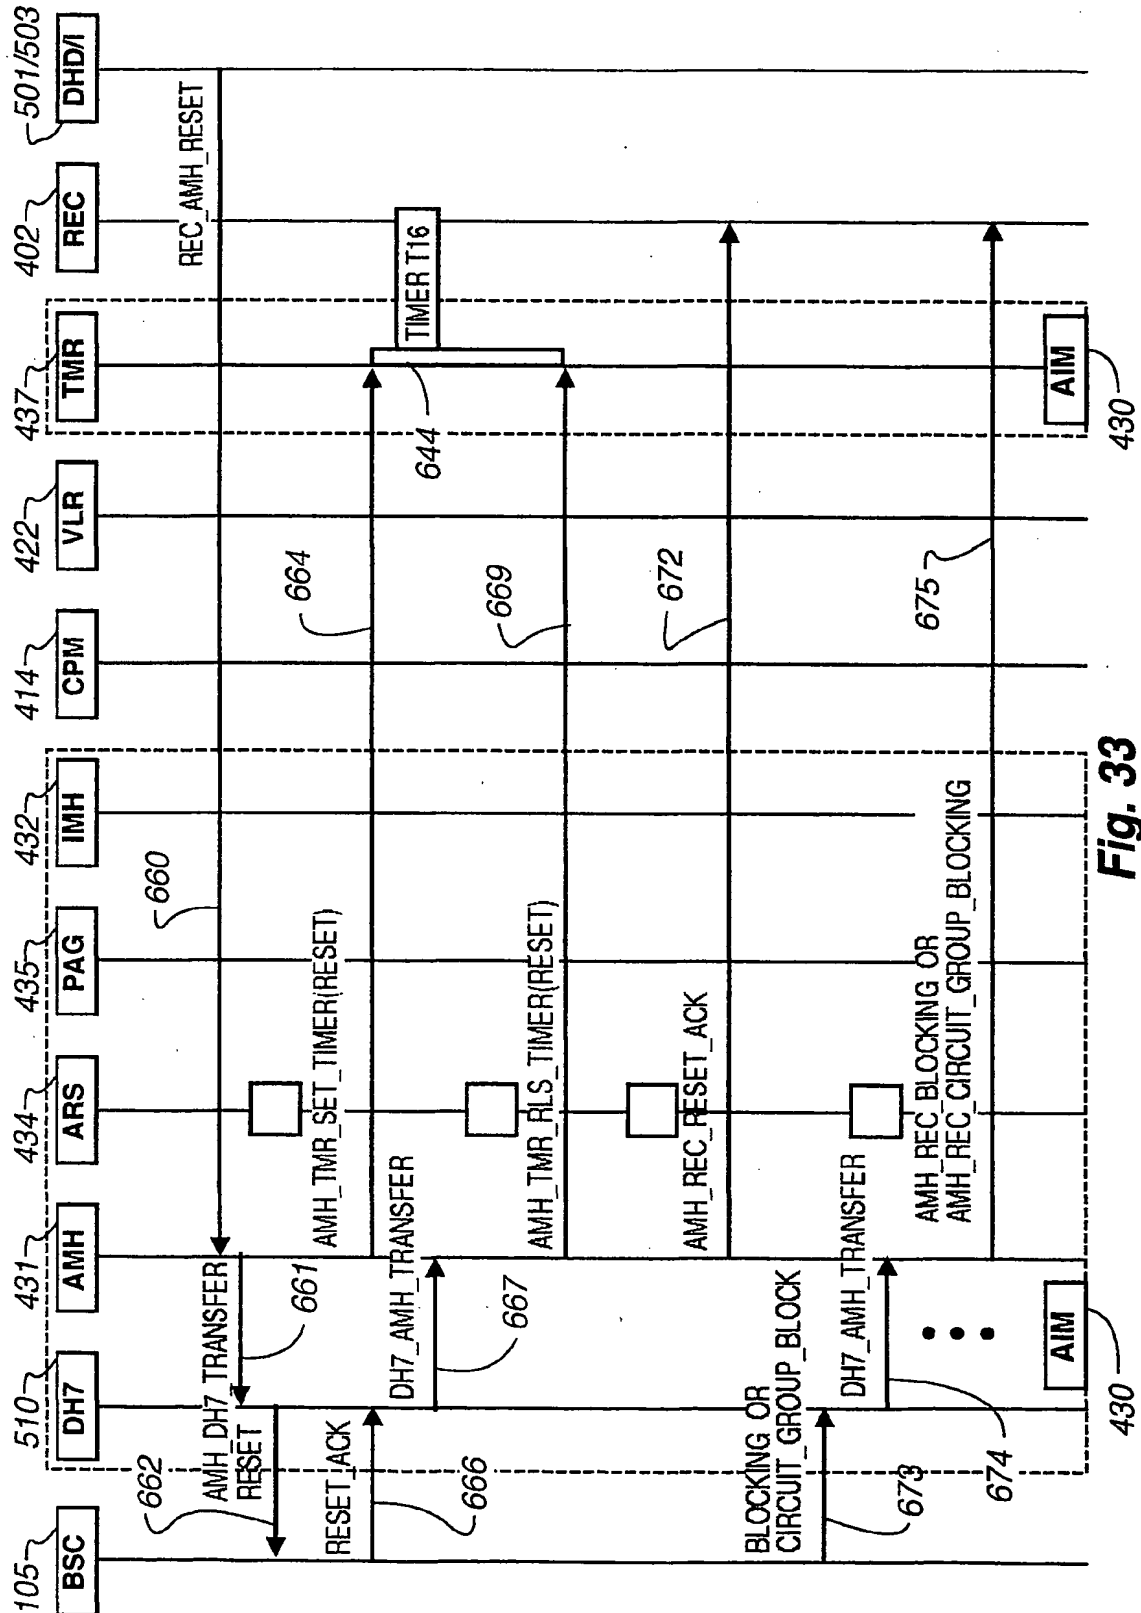 105
BSC
510
DH7
431
AMH
434
ARS
435
PAG
432
IMH
414
CPM
422
VLR
437
TMR
402
REC
501/503
DHD/I
REC_AMH_RESET
660
AMH_DH7_TRANSFER
661
662
RESET
AMH_TMR_SET_TIMER(RESET)
664
TIMER T16
644
RESET_ACK
666
DH7_AMH_TRANSFER
667
AMH_TMR_RLS_TIMER(RESET)
669
AMH_REC_RESET_ACK
672
BLOCKING OR
CIRCUIT_GROUP_BLOCK
673
DH7_AMH_TRANSFER
674
AMH_REC_BLOCKING OR
AMH_REC_CIRCUIT_GROUP_BLOCKING
675
AIM
430
AIM
430
Fig. 33